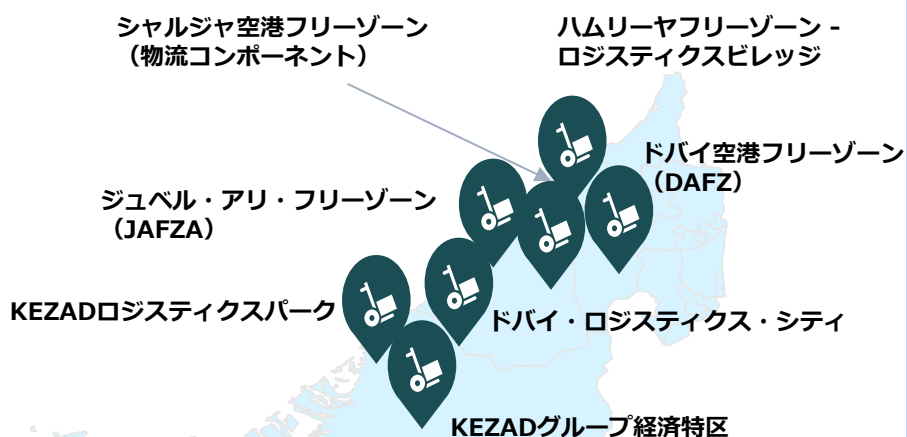 シャルジャ空港フリーゾーン
（物流コンポーネント）
ハムリーヤフリーゾーン -
ロジスティクスビレッジ
ドバイ空港フリーゾーン
（DAFZ）
ジュベル・アリ・フリーゾーン
（JAFZA）
KEZADロジスティクスパーク
ドバイ・ロジスティクス・シティ
KEZADグループ経済特区